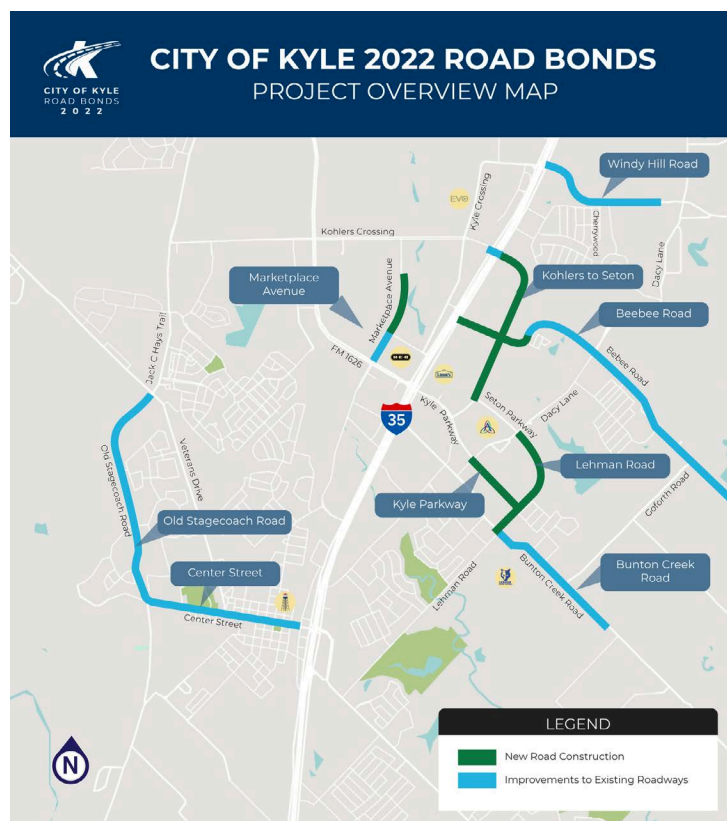 CITY OF KYLE
ROAD BONDS
2022
CITY OF KYLE 2022 ROAD BONDS
PROJECT OVERVIEW MAP
Windy Hill Road
Kyle Crossing
EVO
Cherrywood
Kohlers Crossing
Dacy Lane
Kohlers to Seton
Marketplace
Avenue
Marketplace Avenue
Beebee Road
Jack C Hays Trail
FM 1626
H-E-B
Lowe's
Bebee Road
Kyle Parkway
Seton Parkway
Dacy Lane
35
Old Stagecoach Road
Veterans Drive
Lehman Road
Kyle Parkway
Goforth Road
Old Stagecoach Road
Center Street
Lehman Road
Bunton Creek Road
Bunton Creek
Road
Center Street
N
LEGEND
New Road Construction
Improvements to Existing Roadways